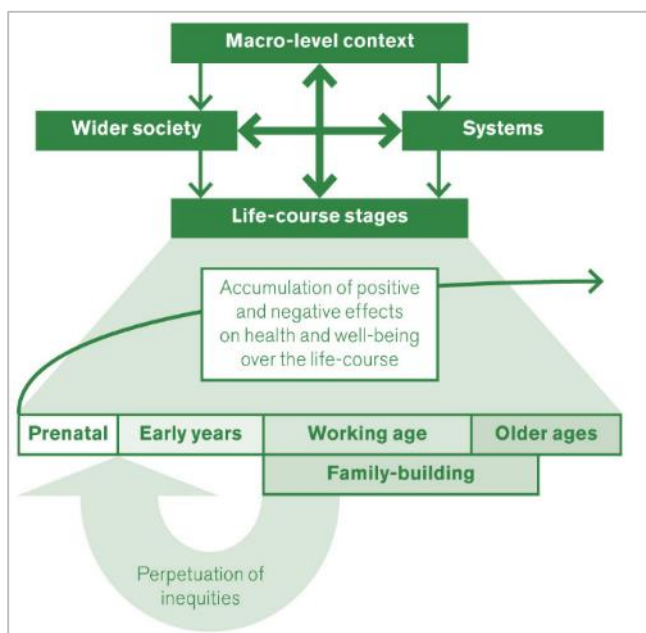 Macro-level context
Wider society
Systems
Life-course stages
Accumulation of positive
and negative effects
on health and well-being
over the life-course
Prenatal
Early years
Working age
Older ages
Family-building
Perpetuation of
inequities